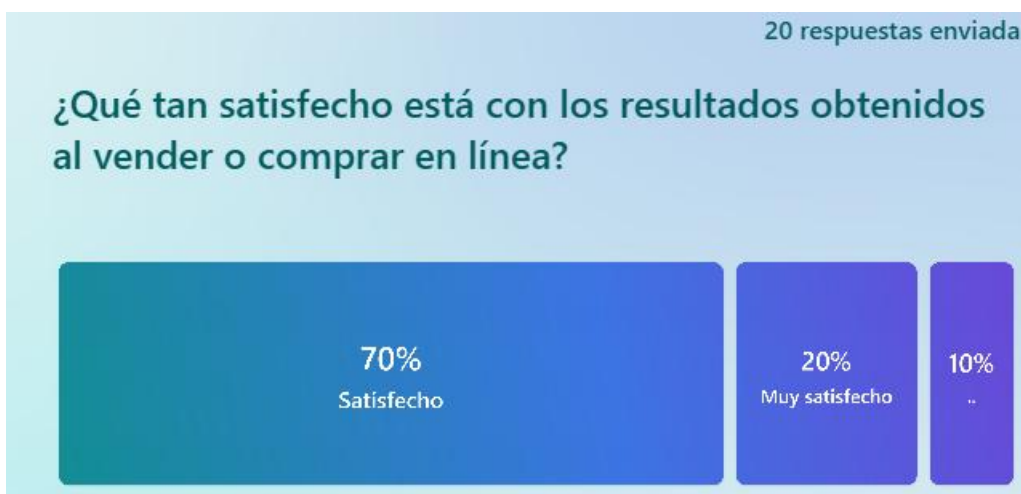 20 respuestas enviada
¿Qué tan satisfecho está con los resultados obtenidos
al vender o comprar en línea?
70%
Satisfecho
20%
Muy satisfecho
10%
..